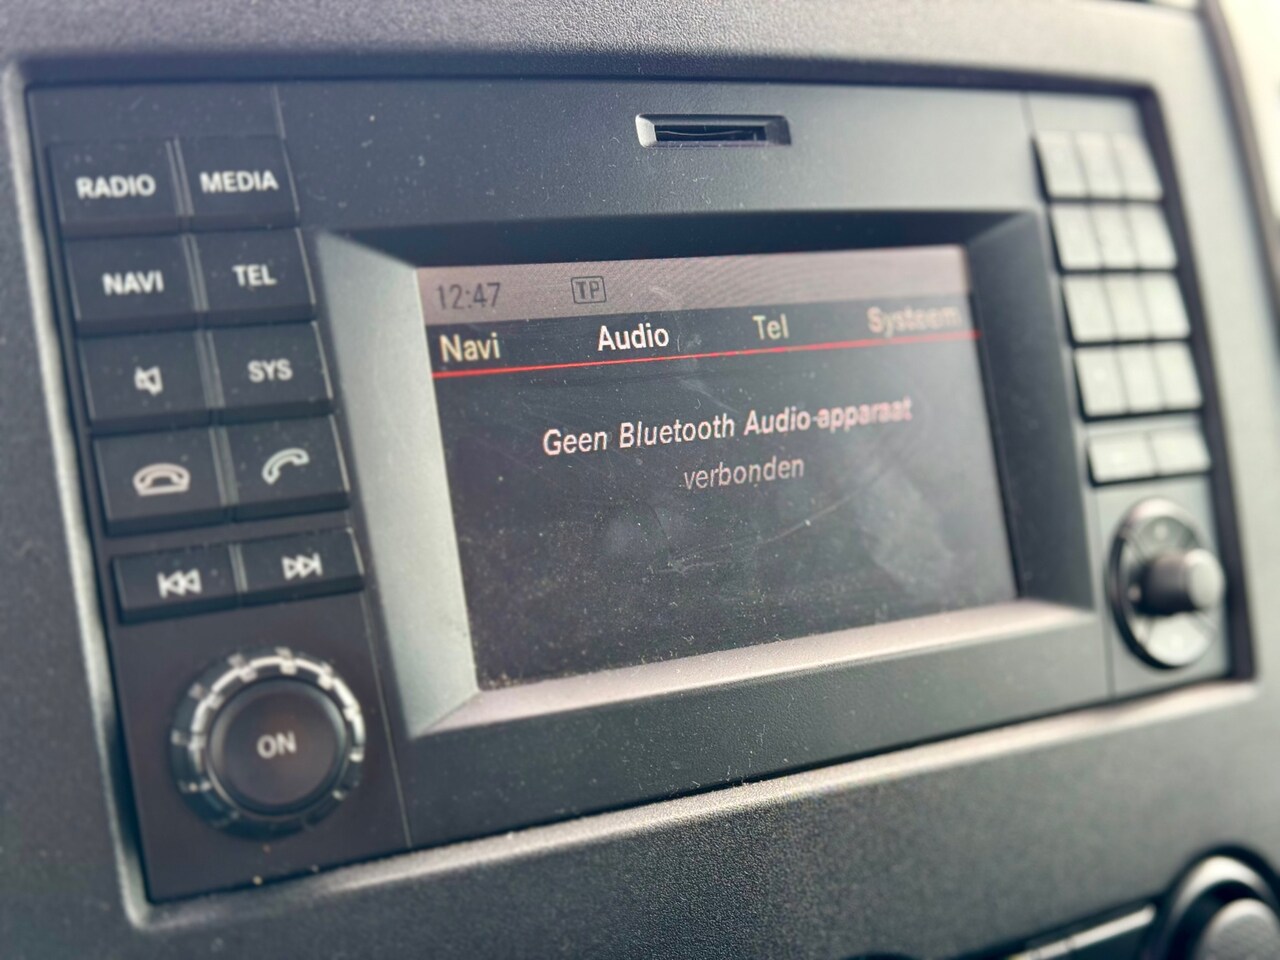 RADIO MEDIA
NAVI TEL
SYS
ON
12:47 TP
Navi Audio Tel Systeem
Geen Bluetooth Audio-apparaat
verbonden